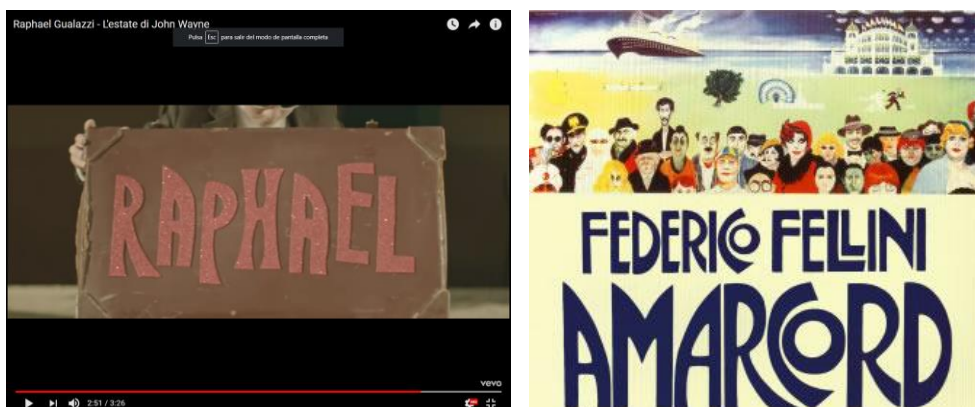 Raphael Gualazzi - L'estate di John Wayne
Pulsa Esc para salir del modo de pantalla completa
RAPHAEL
vevo
2:51 / 3:26
FEDERICO FELLINI
AMARCORD